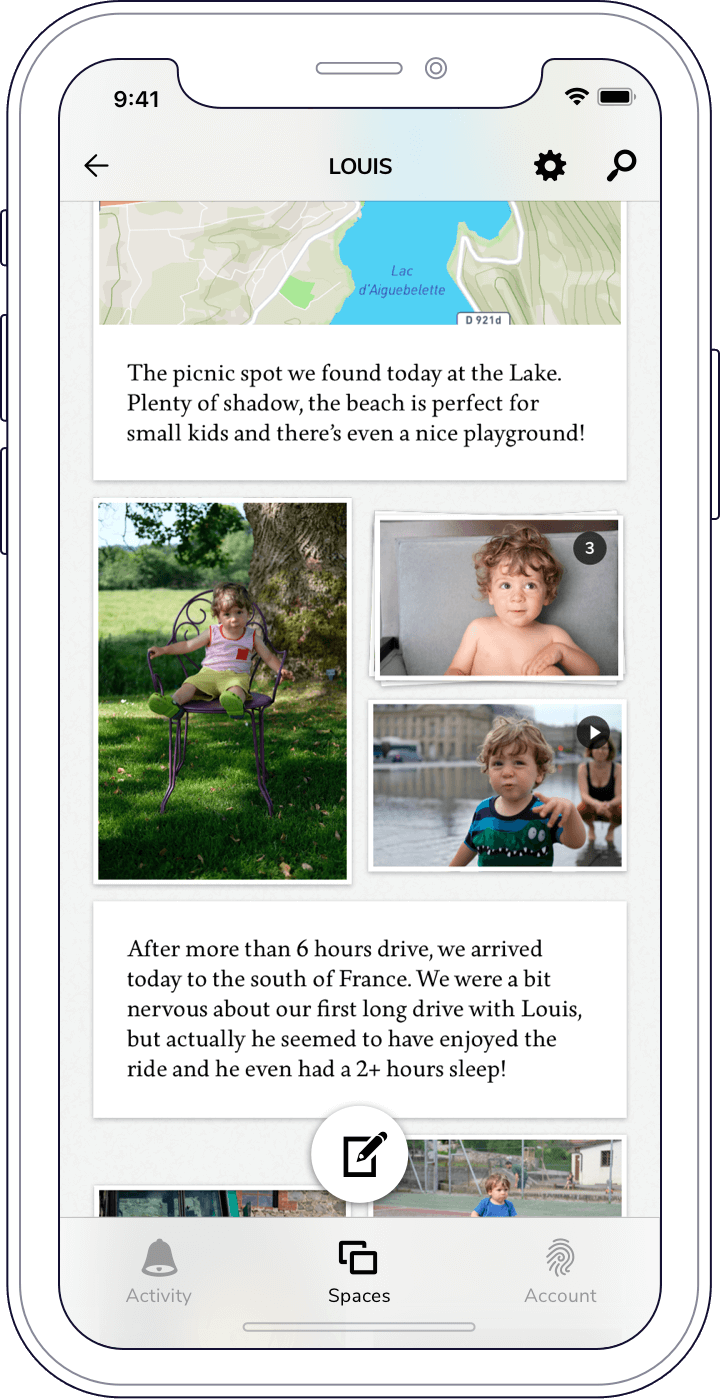 9:41
LOUIS
Lac
d'Aiguebelette
D 921d
The picnic spot we found today at the Lake.
Plenty of shadow, the beach is perfect for
small kids and there’s even a nice playground!
3
After more than 6 hours drive, we arrived
today to the south of France. We were a bit
nervous about our first long drive with Louis,
but actually he seemed to have enjoyed the
ride and he even had a 2+ hours sleep!
Activity
Spaces
Account